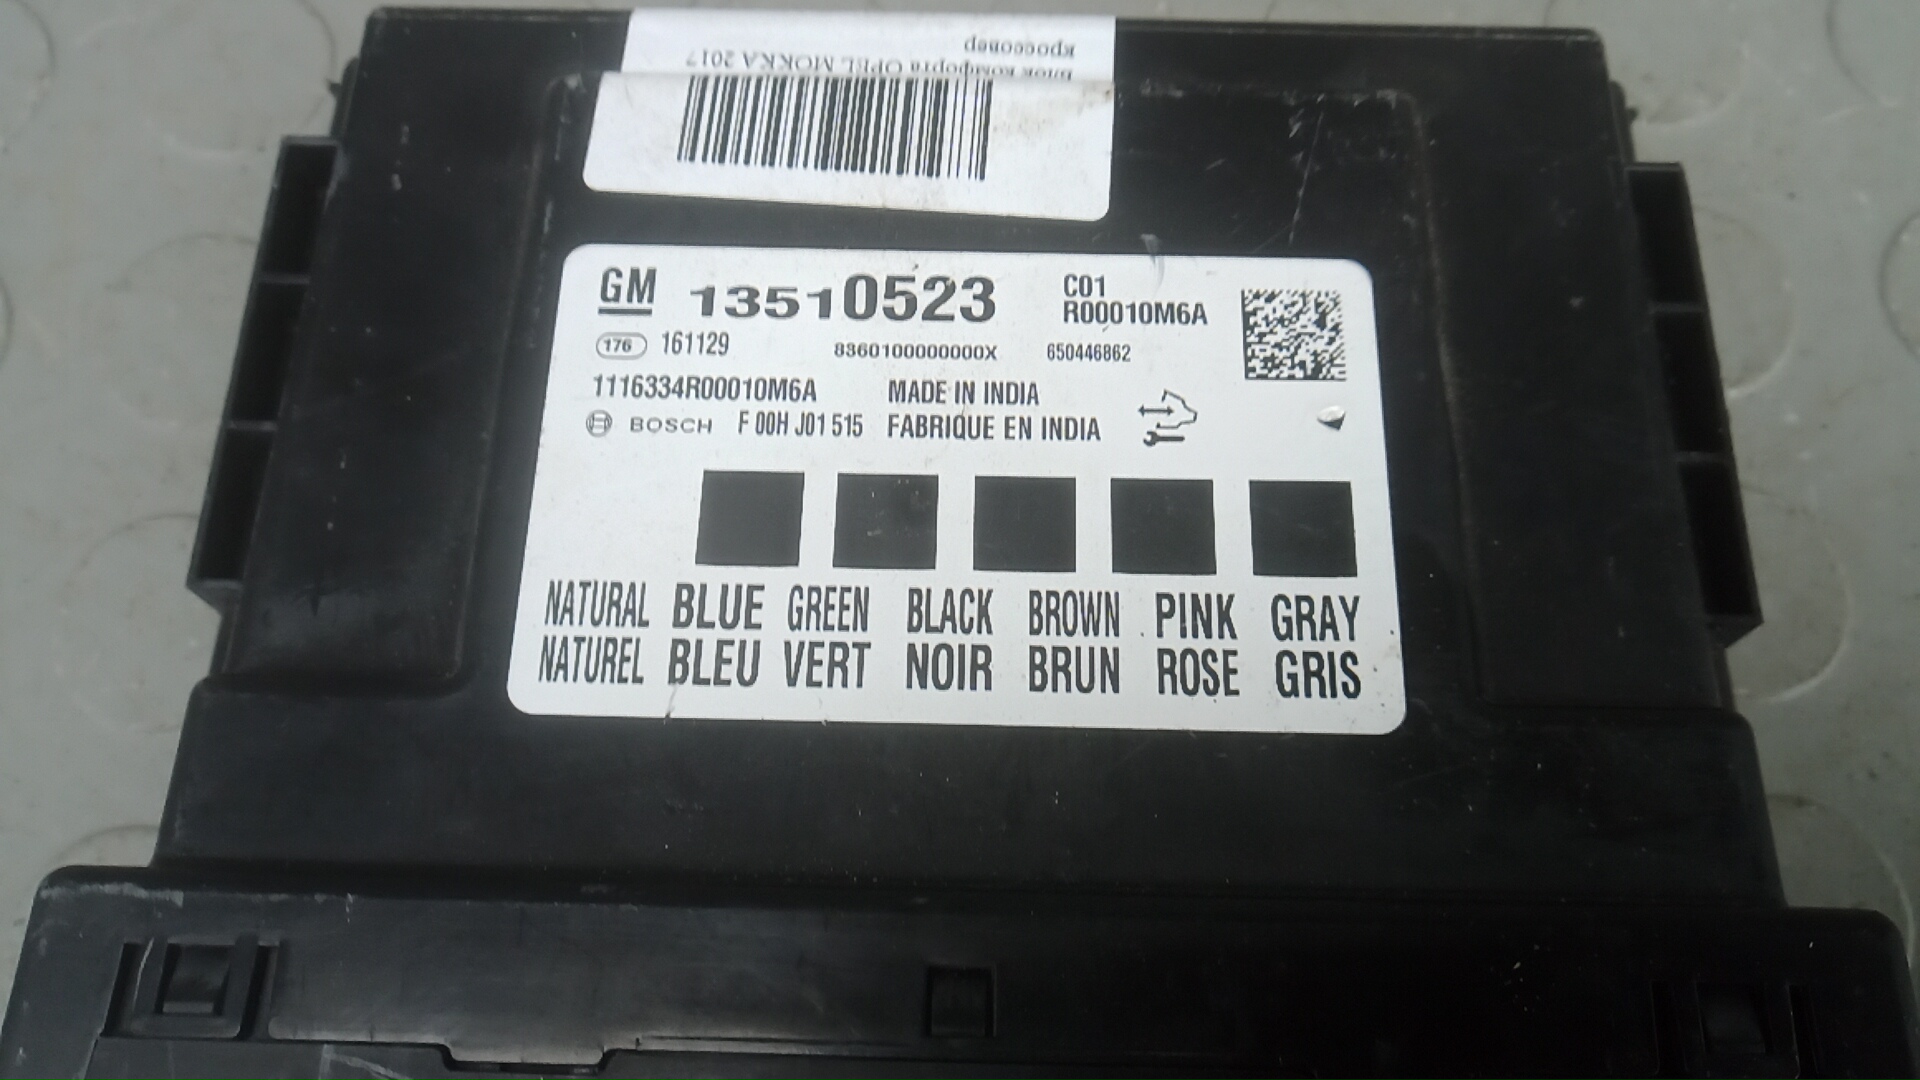 Блок комфорта OPEL MOKKA 2017
кроссовер
GM 13510523 C01
R00010M6A
176 161129 8360100000000X 650446862
1116334R00010M6A MADE IN INDIA
BOSCH F 00H J01 515 FABRIQUE EN INDIA
NATURAL BLUE GREEN BLACK BROWN PINK GRAY
NATUREL BLEU VERT NOIR BRUN ROSE GRIS